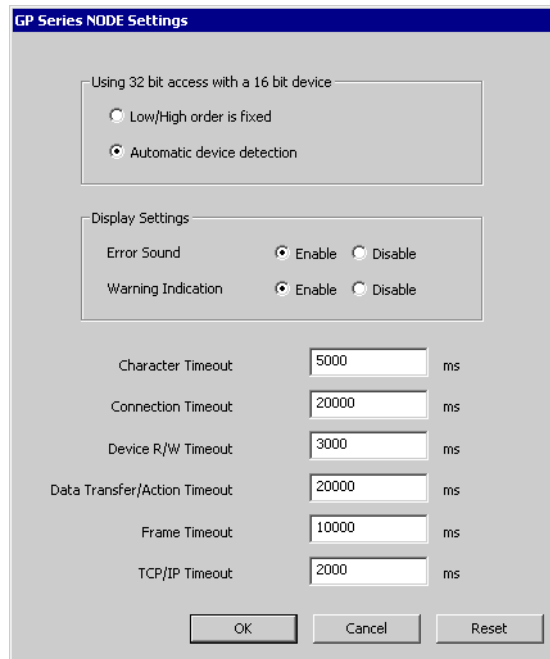 GP Series NODE Settings
Using 32 bit access with a 16 bit device
Low/High order is fixed
Automatic device detection
Display Settings
Error Sound Enable Disable
Warning Indication Enable Disable
Character Timeout 5000 ms
Connection Timeout 20000 ms
Device R/W Timeout 3000 ms
Data Transfer/Action Timeout 20000 ms
Frame Timeout 10000 ms
TCP/IP Timeout 2000 ms
OK Cancel Reset